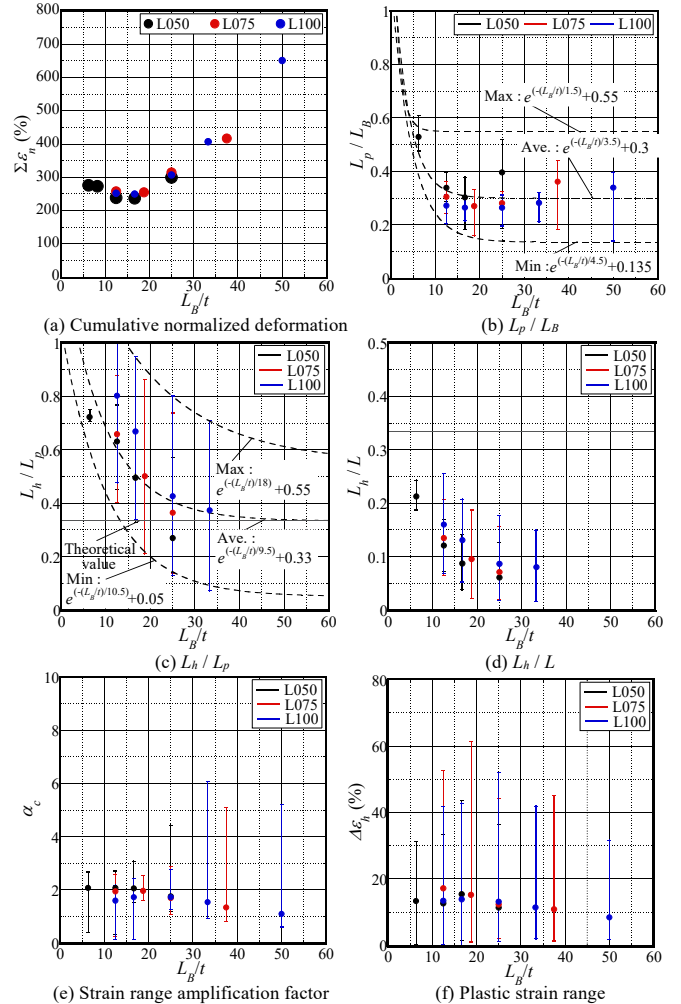 800
700
600
500
400
300
200
100
0
Σεn (%)
L050 L075 L100
0 10 20 30 40 50 60
LB/t
(a) Cumulative normalized deformation
1
0.8
0.6
0.4
0.2
0
Lp / LB
L050 L075 L100
Max : e(-(LB/t)/1.5)+0.55
Ave. : e(-(LB/t)/3.5)+0.3
Min :e(-(LB/t)/4.5)+0.135
0 10 20 30 40 50 60
LB/t
(b) Lp / LB
1
0.8
0.6
0.4
0.2
0
Lh / Lp
L050
L075
L100
Max :
e(-(LB/t)/18)+0.55
Ave. :
e(-(LB/t)/9.5)+0.33
Theoretical
value
Min :
e(-(LB/t)/10.5)+0.05
0 10 20 30 40 50 60
LB/t
(c) Lh / Lp
0.5
0.4
0.3
0.2
0.1
0
Lh / L
L050
L075
L100
0 10 20 30 40 50 60
LB/t
(d) Lh / L
10
8
6
4
2
0
αc
L050
L075
L100
0 10 20 30 40 50 60
LB/t
(e) Strain range amplification factor
80
60
40
20
0
Δεh (%)
L050
L075
L100
0 10 20 30 40 50 60
LB/t
(f) Plastic strain range